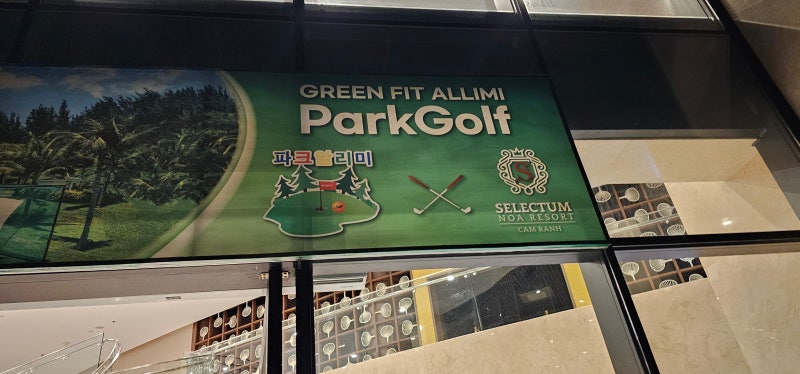 GREEN FIT ALLIMI
ParkGolf
파크알리미
SELECTUM
NOA RESORT
CAM RANH